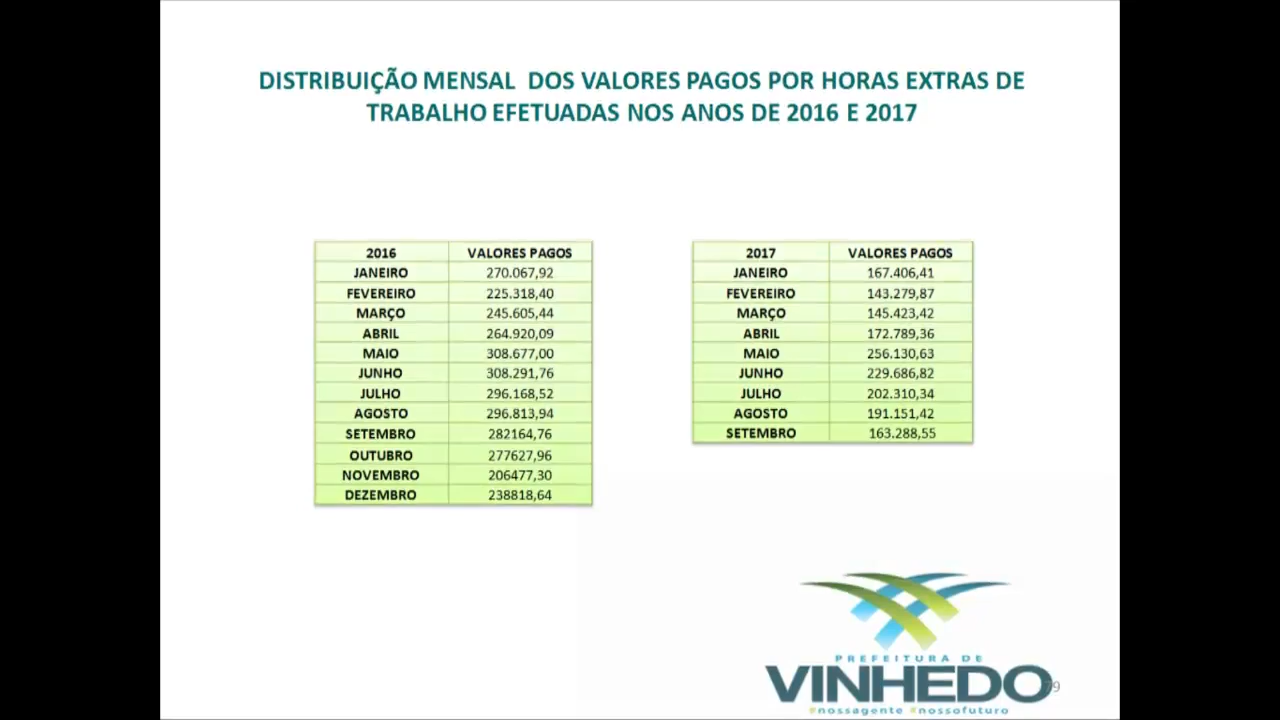 DISTRIBUIÇÃO MENSAL DOS VALORES PAGOS POR HORAS EXTRAS DE
TRABALHO EFETUADAS NOS ANOS DE 2016 E 2017
2016 VALORES PAGOS
JANEIRO 270.067,92
FEVEREIRO 225.318,40
MARÇO 245.605,44
ABRIL 264.920,09
MAIO 308.677,00
JUNHO 308.291,76
JULHO 296.168,52
AGOSTO 296.813,94
SETEMBRO 282164,76
OUTUBRO 277627,96
NOVEMBRO 206477,30
DEZEMBRO 238818,64
2017 VALORES PAGOS
JANEIRO 167.406,41
FEVEREIRO 143.279,87
MARÇO 145.423,42
ABRIL 172.789,36
MAIO 256.130,63
JUNHO 229.686,82
JULHO 202.310,34
AGOSTO 191.151,42
SETEMBRO 163.288,55
PREFEITURA DE
VINHEDO
79
#nossagente #nossofuturo